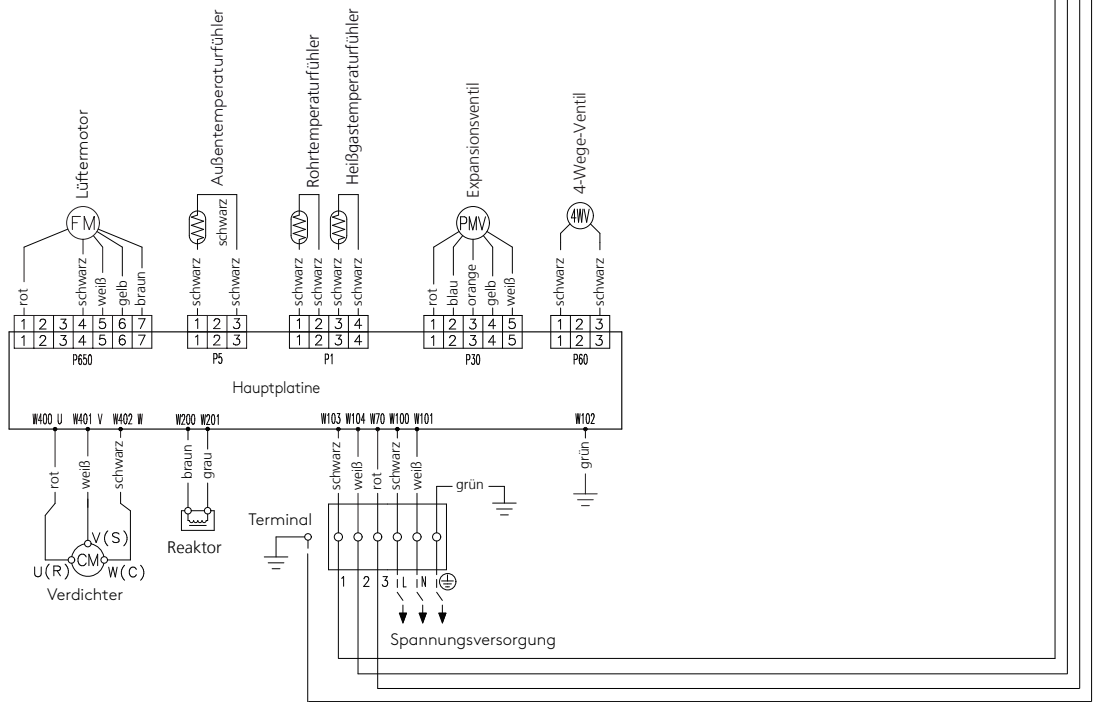 Lüftermotor
Außentemperaturfühler
Rohrtemperaturfühler
Heißgastemperaturfühler
Expansionsventil
4-Wege-Ventil
FM
PMV
4WV
rot
schwarz
weiß
gelb
braun
schwarz
schwarz
schwarz
schwarz
schwarz
schwarz
schwarz
rot
blau
orange
gelb
weiß
schwarz
schwarz
1 2 3 4 5 6 7
1 2 3 4 5 6 7
P650
1 2 3
1 2 3
P5
1 2 3 4
1 2 3 4
P1
1 2 3 4 5
1 2 3 4 5
P30
1 2 3
1 2 3
P60
Hauptplatine
W400 U W401 V W402 W
W200 W201
W103 W104 W70 W100 W101
W102
rot
weiß
schwarz
braun
grau
schwarz
weiß
rot
schwarz
weiß
grün
grün
V(S)
U(R)
CM
W(C)
Verdichter
Reaktor
Terminal
1 2 3 L N
Spannungsversorgung